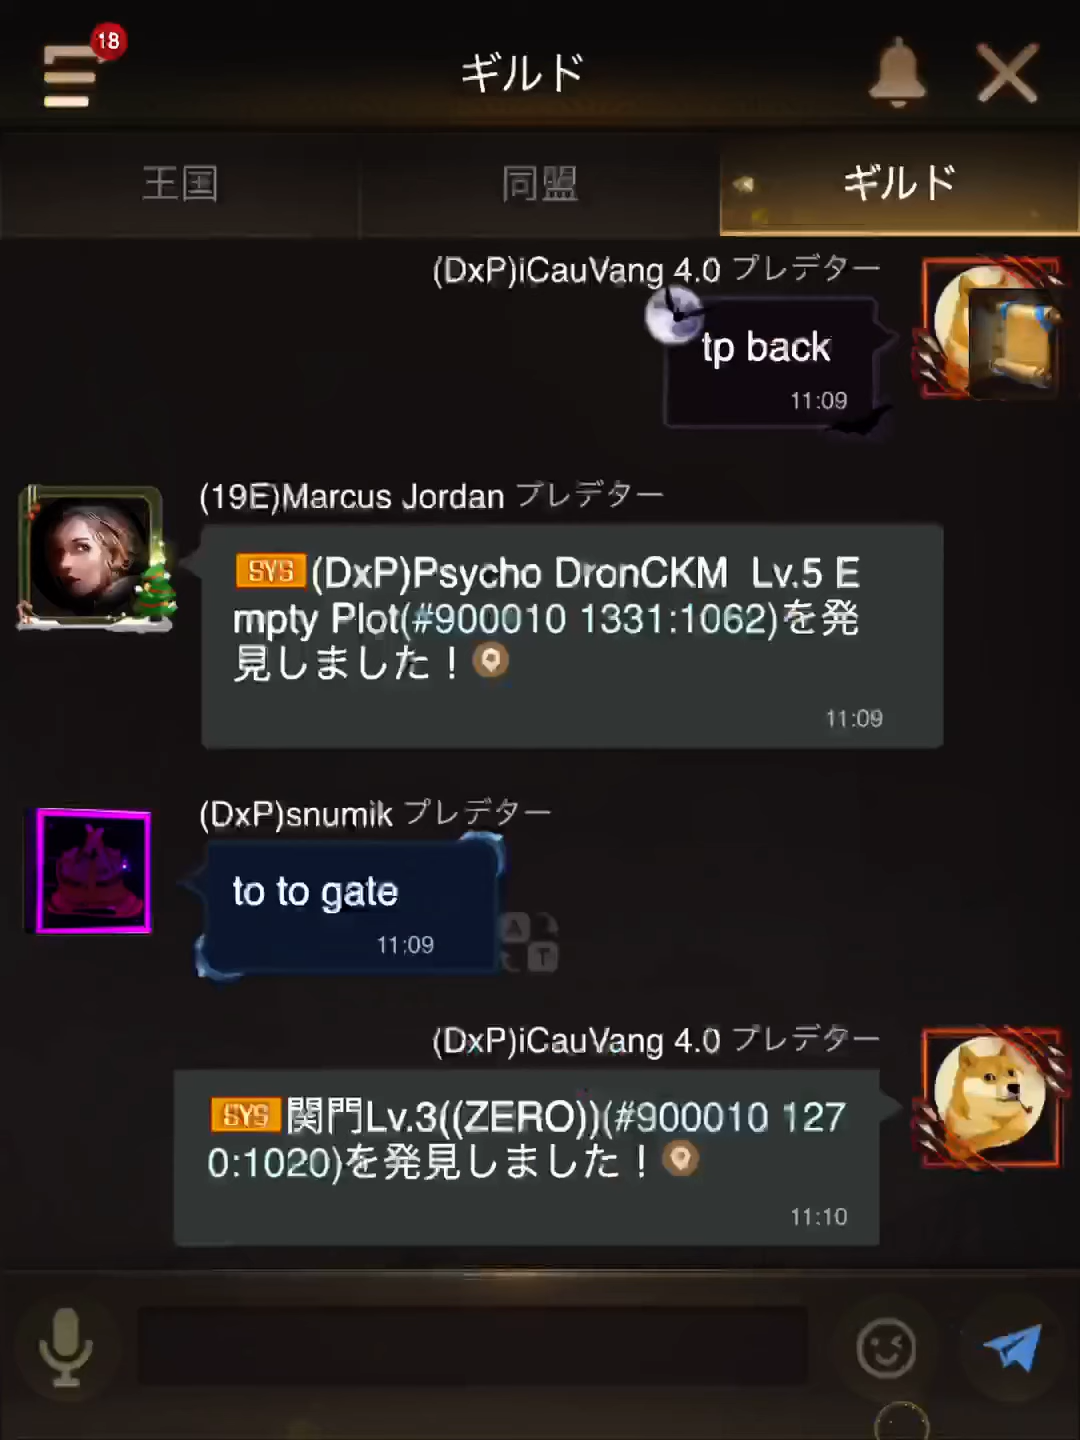 18
ギルド
王国
同盟
ギルド
(DxP)iCauVang 4.0 プレデター
tp back
11:09
(19E)Marcus Jordan プレデター
SYS (DxP)Psycho DronCKM Lv.5 E
mpty Plot(#900010 1331:1062)を発
見しました！
11:09
(DxP)snumik プレデター
to to gate
11:09
A
T
(DxP)iCauVang 4.0 プレデター
SYS 関門Lv.3((ZERO))(#900010 127
0:1020)を発見しました！
11:10